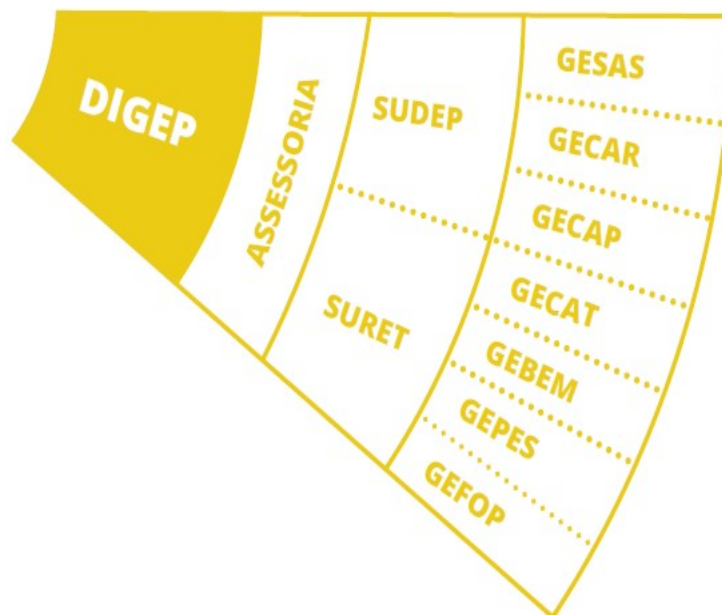 DIGEP
ASSESSORIA
SUDEP
SURET
GESAS
GECAR
GECAP
GECAT
GEBEM
GEPES
GEFOP